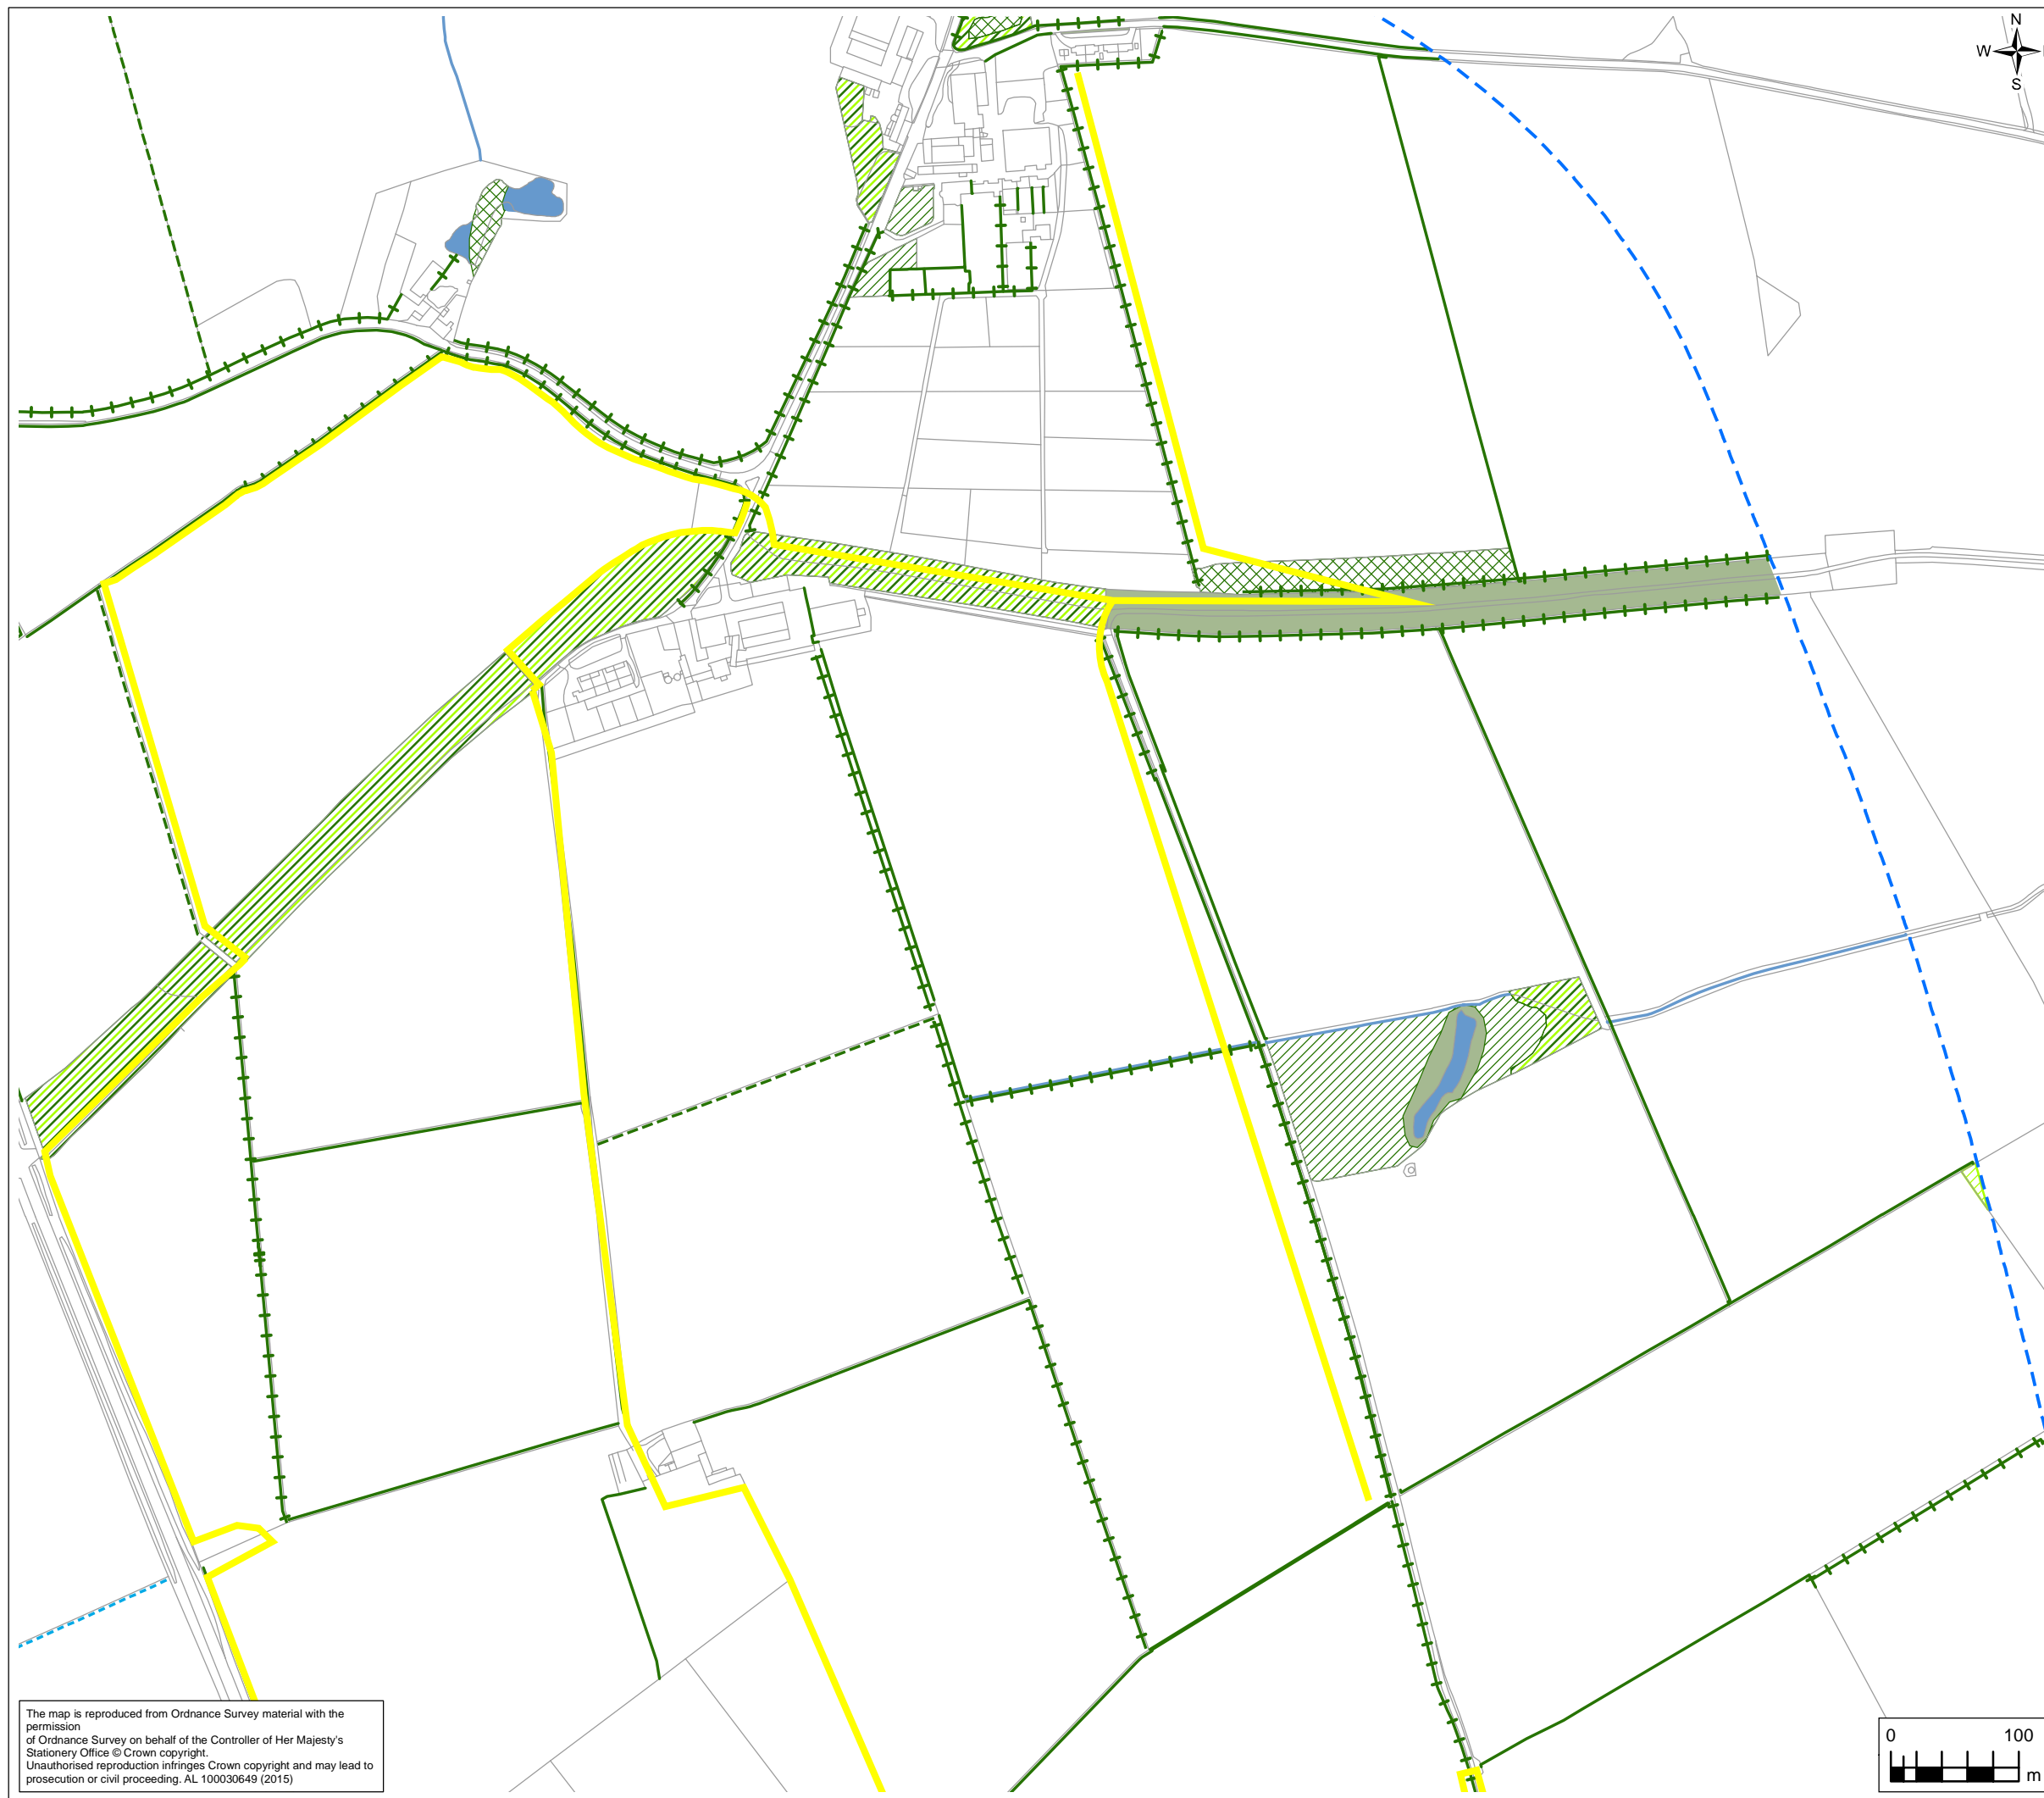 N
W
S
The map is reproduced from Ordnance Survey material with the
permission
of Ordnance Survey on behalf of the Controller of Her Majesty's
Stationery Office © Crown copyright.
Unauthorised reproduction infringes Crown copyright and may lead to
prosecution or civil proceeding. AL 100030649 (2015)
0 100
m